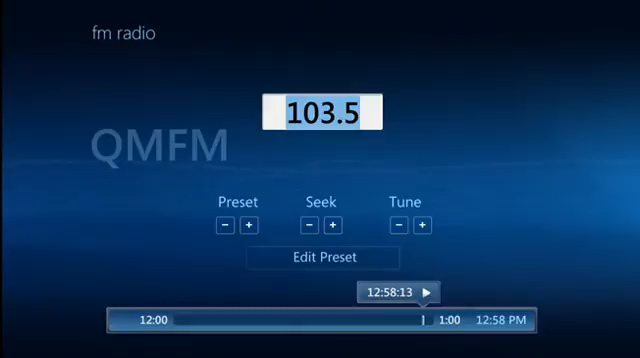 fm radio
103.5
QMFM
Preset Seek Tune
- + - + - +
Edit Preset
12:58:13
12:00 1:00 12:58 PM